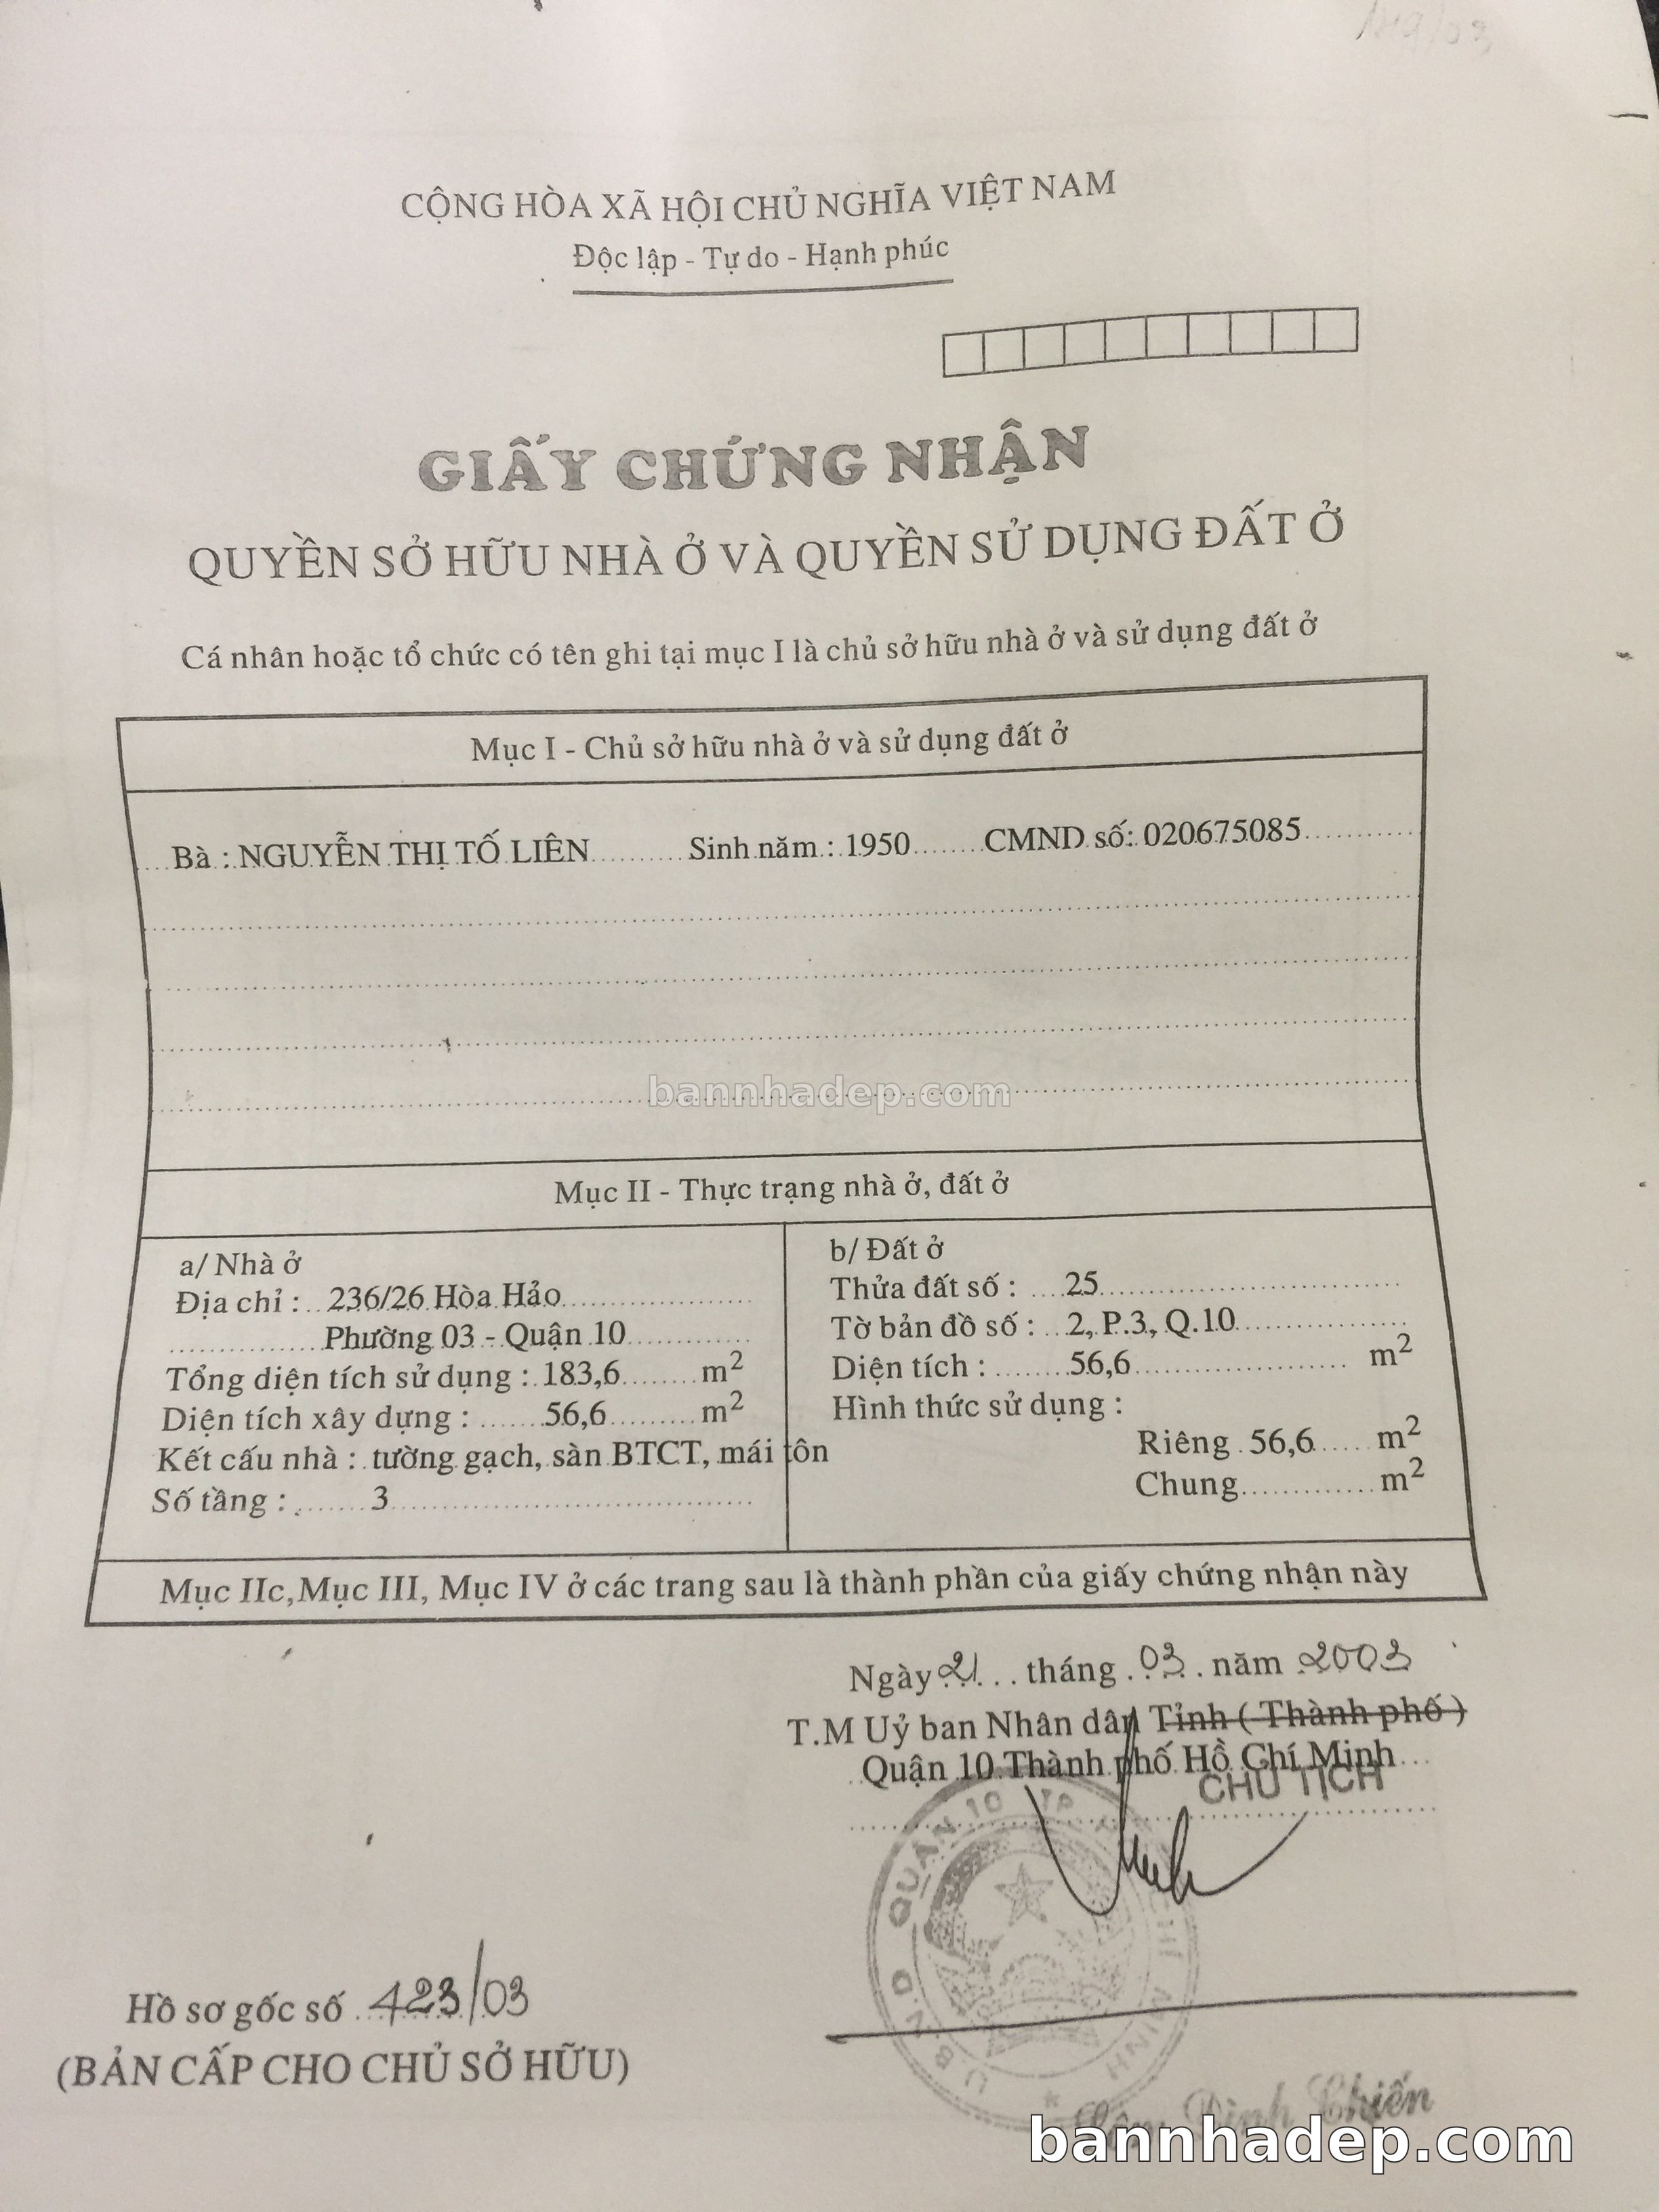 CỘNG HÒA XÃ HỘI CHỦ NGHĨA VIỆT NAM
Độc lập - Tự do - Hạnh phúc
GIẤY CHỨNG NHẬN
QUYỀN SỞ HỮU NHÀ Ở VÀ QUYỀN SỬ DỤNG ĐẤT Ở
Cá nhân hoặc tổ chức có tên ghi tại mục I là chủ sở hữu nhà ở và sử dụng đất ở
Mục I - Chủ sở hữu nhà ở và sử dụng đất ở
Bà : NGUYỄN THỊ TỐ LIÊN Sinh năm : 1950 CMND số: 020675085
bannhadep.com
Mục II - Thực trạng nhà ở, đất ở
a/ Nhà ở
Địa chỉ : 236/26 Hòa Hảo
Phường 03 - Quận 10
Tổng diện tích sử dụng : 183,6 m2
Diện tích xây dựng : 56,6 m2
Kết cấu nhà : tường gạch, sàn BTCT, mái tôn
Số tầng : 3
b/ Đất ở
Thửa đất số : 25
Tờ bản đồ số : 2, P.3, Q.10
Diện tích : 56,6 m2
Hình thức sử dụng :
Riêng 56,6 m2
Chung m2
Mục IIc, Mục III, Mục IV ở các trang sau là thành phần của giấy chứng nhận này
Ngày 21 tháng 03 năm 2003
T.M Uỷ ban Nhân dân Tỉnh ( Thành phố )
Quận 10 Thành phố Hồ Chí Minh
CHỦ TỊCH
U.B.N.D QUẬN 10 TP HỒ CHÍ MINH
Hồ sơ gốc số 423/03
(BẢN CẤP CHO CHỦ SỞ HỮU)
Đình Chiến
bannhadep.com